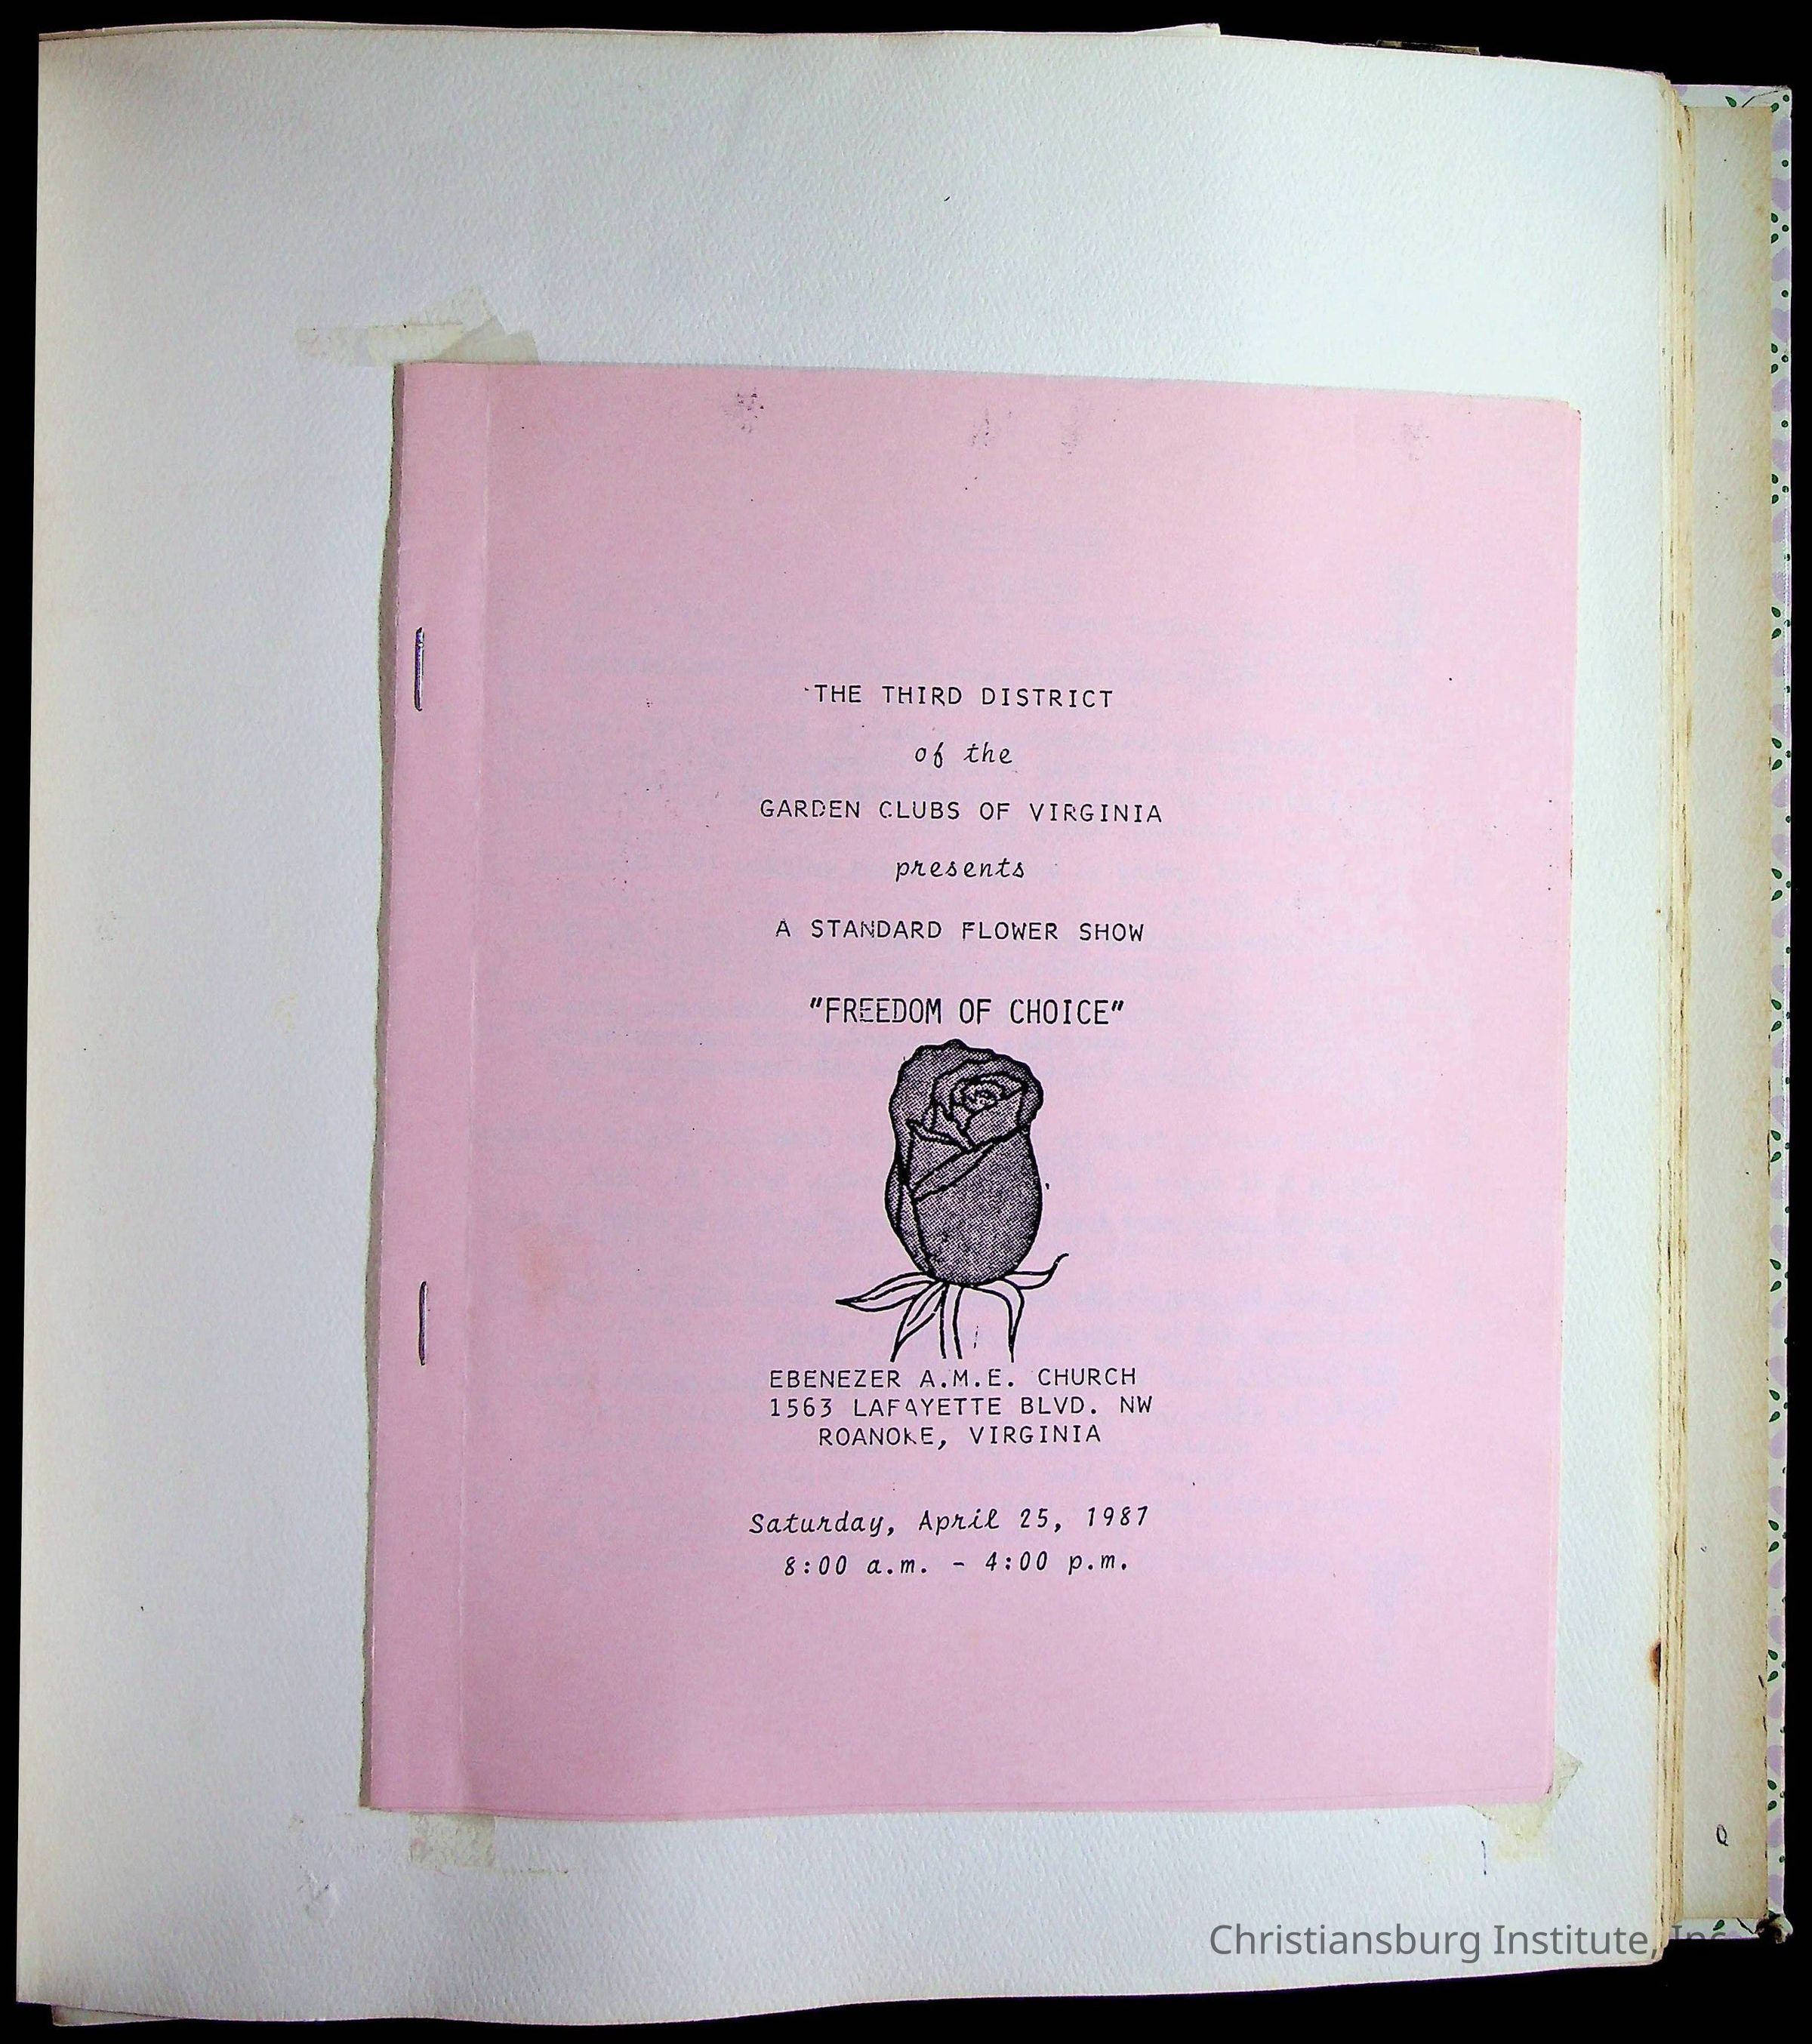 THE THIRD DISTRICT
of the
GARDEN CLUBS OF VIRGINIA
presents
A STANDARD FLOWER SHOW
"FREEDOM OF CHOICE"
EBENEZER A.M.E. CHURCH
1563 LAFAYETTE BLVD. NW
ROANOKE, VIRGINIA
Saturday, April 25, 1987
8:00 a.m. - 4:00 p.m.
Christiansburg Institute, Inc.